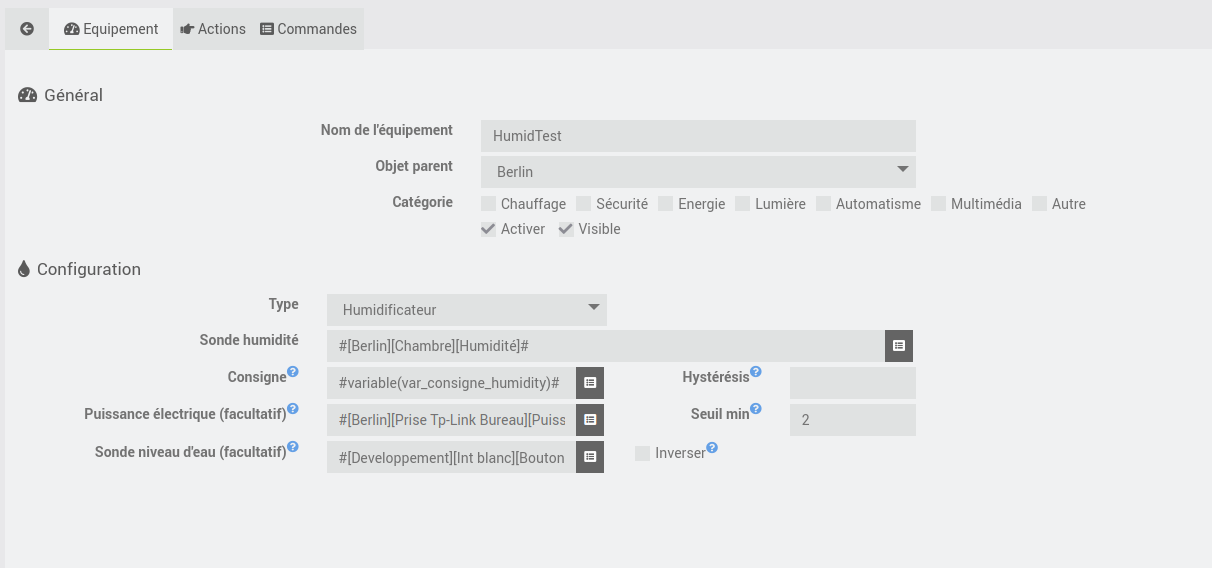 Equipement Actions Commandes
Général
Nom de l'équipement HumidTest
Objet parent Berlin
Catégorie Chauffage Sécurité Energie Lumière Automatisme Multimédia Autre
Activer Visible
Configuration
Type Humidificateur
Sonde humidité #[Berlin][Chambre][Humidité]#
Consigne ? #variable(var_consigne_humidity)# Hystérésis ?
Puissance électrique (facultatif) ? #[Berlin][Prise Tp-Link Bureau][Puiss Seuil min ? 2
Sonde niveau d'eau (facultatif) ? #[Developpement][Int blanc][Bouton Inverser ?